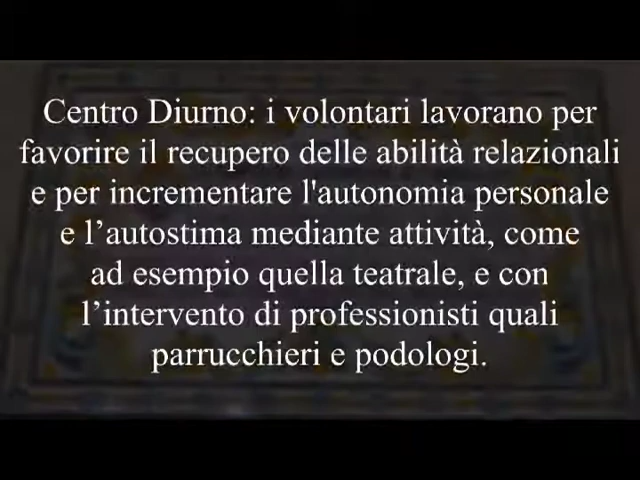 Centro Diurno: i volontari lavorano per
favorire il recupero delle abilità relazionali
e per incrementare l'autonomia personale
e l’autostima mediante attività, come
ad esempio quella teatrale, e con
l’intervento di professionisti quali
parrucchieri e podologi.